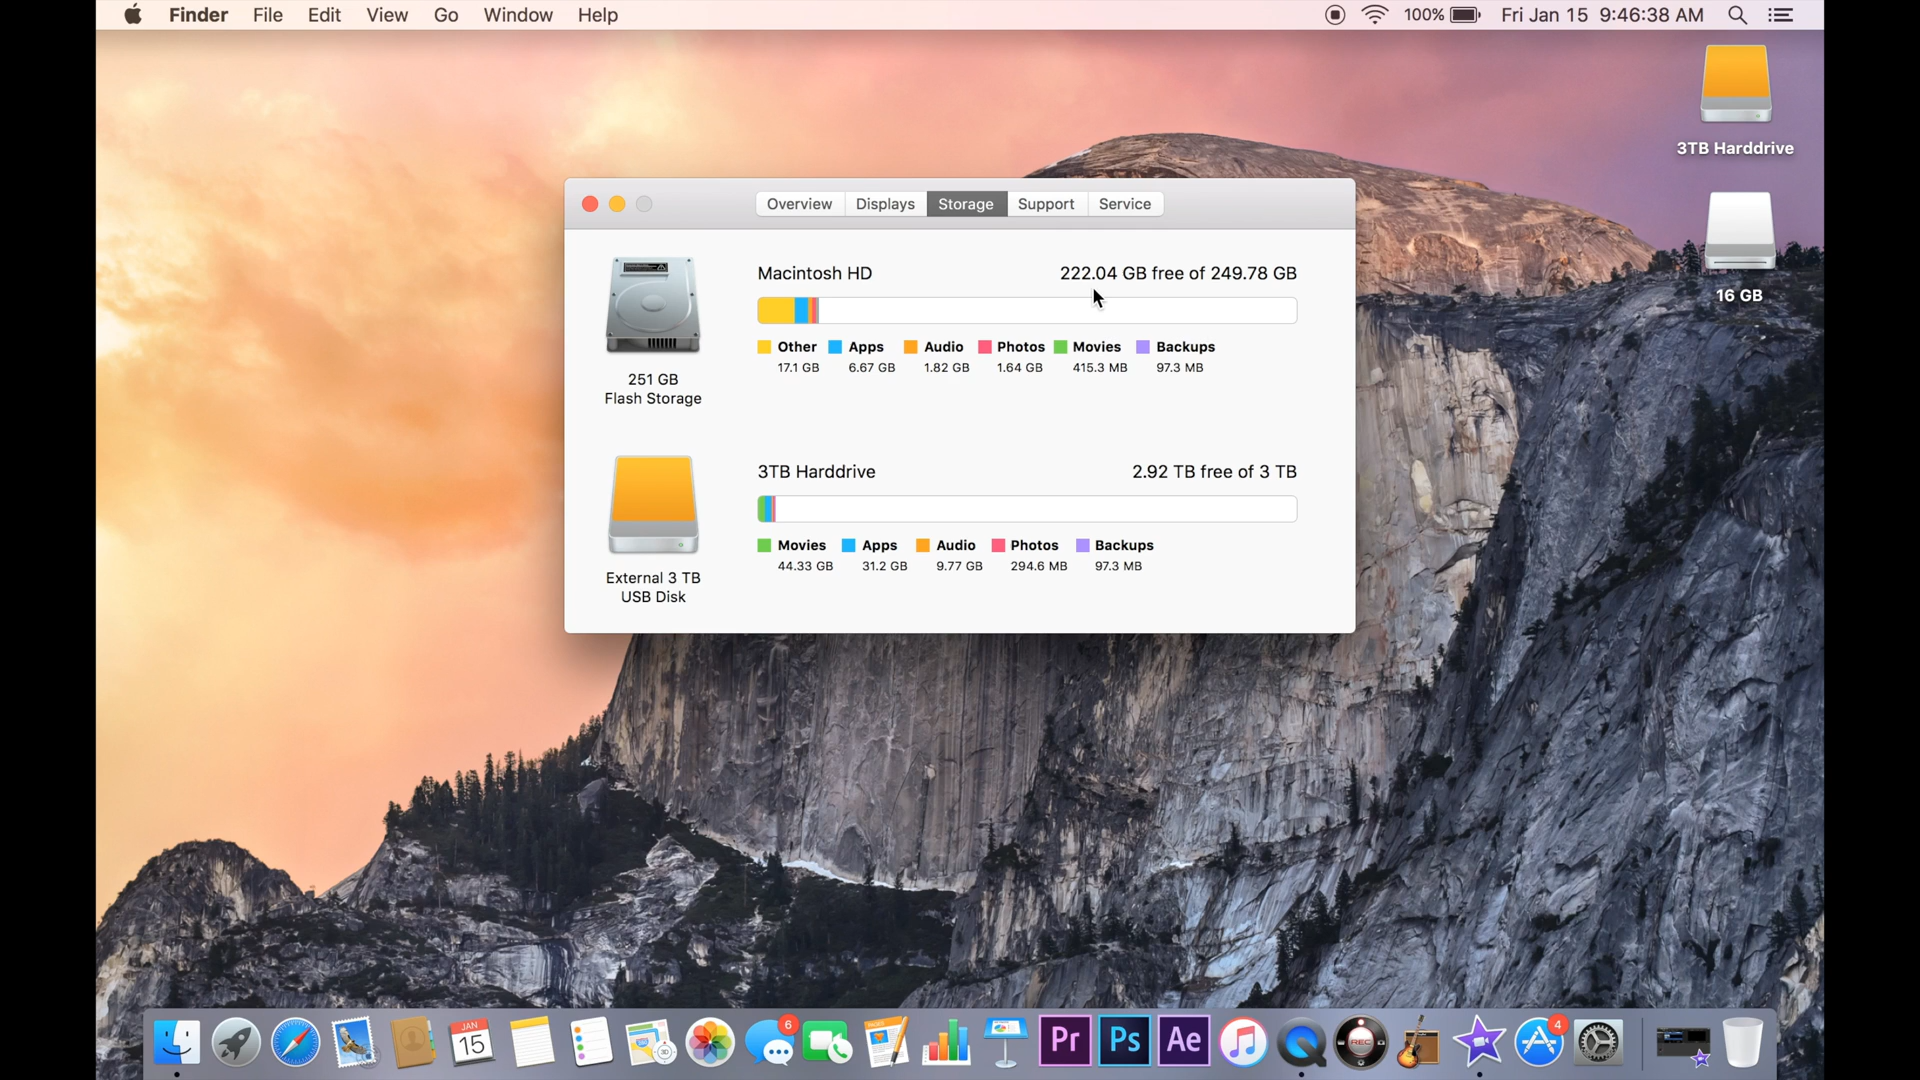 Finder File Edit View Go Window Help 100% Fri Jan 15 9:46:38 AM
3TB Harddrive
16 GB
Overview Displays Storage Support Service
Macintosh HD 222.04 GB free of 249.78 GB
Other Apps Audio Photos Movies Backups
17.1 GB 6.67 GB 1.82 GB 1.64 GB 415.3 MB 97.3 MB
251 GB
Flash Storage
3TB Harddrive 2.92 TB free of 3 TB
Movies Apps Audio Photos Backups
44.33 GB 31.2 GB 9.77 GB 294.6 MB 97.3 MB
External 3 TB
USB Disk
JAN
15
3D
6
PAGES
Pr Ps Ae
REC
4